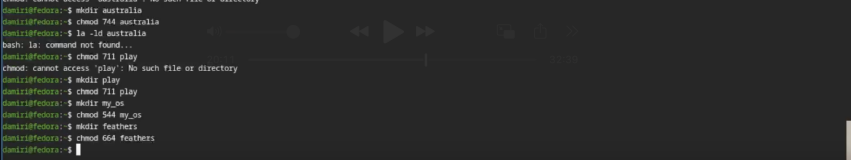 chmod: cannot access 'australia': No such file or directory
damiri@fedora:~$ mkdir australia
damiri@fedora:~$ chmod 744 australia
damiri@fedora:~$ la -ld australia
bash: la: command not found...
damiri@fedora:~$ chmod 711 play
chmod: cannot access 'play': No such file or directory
damiri@fedora:~$ mkdir play
damiri@fedora:~$ chmod 711 play
damiri@fedora:~$ mkdir my_os
damiri@fedora:~$ chmod 544 my_os
damiri@fedora:~$ mkdir feathers
damiri@fedora:~$ chmod 664 feathers
damiri@fedora:~$